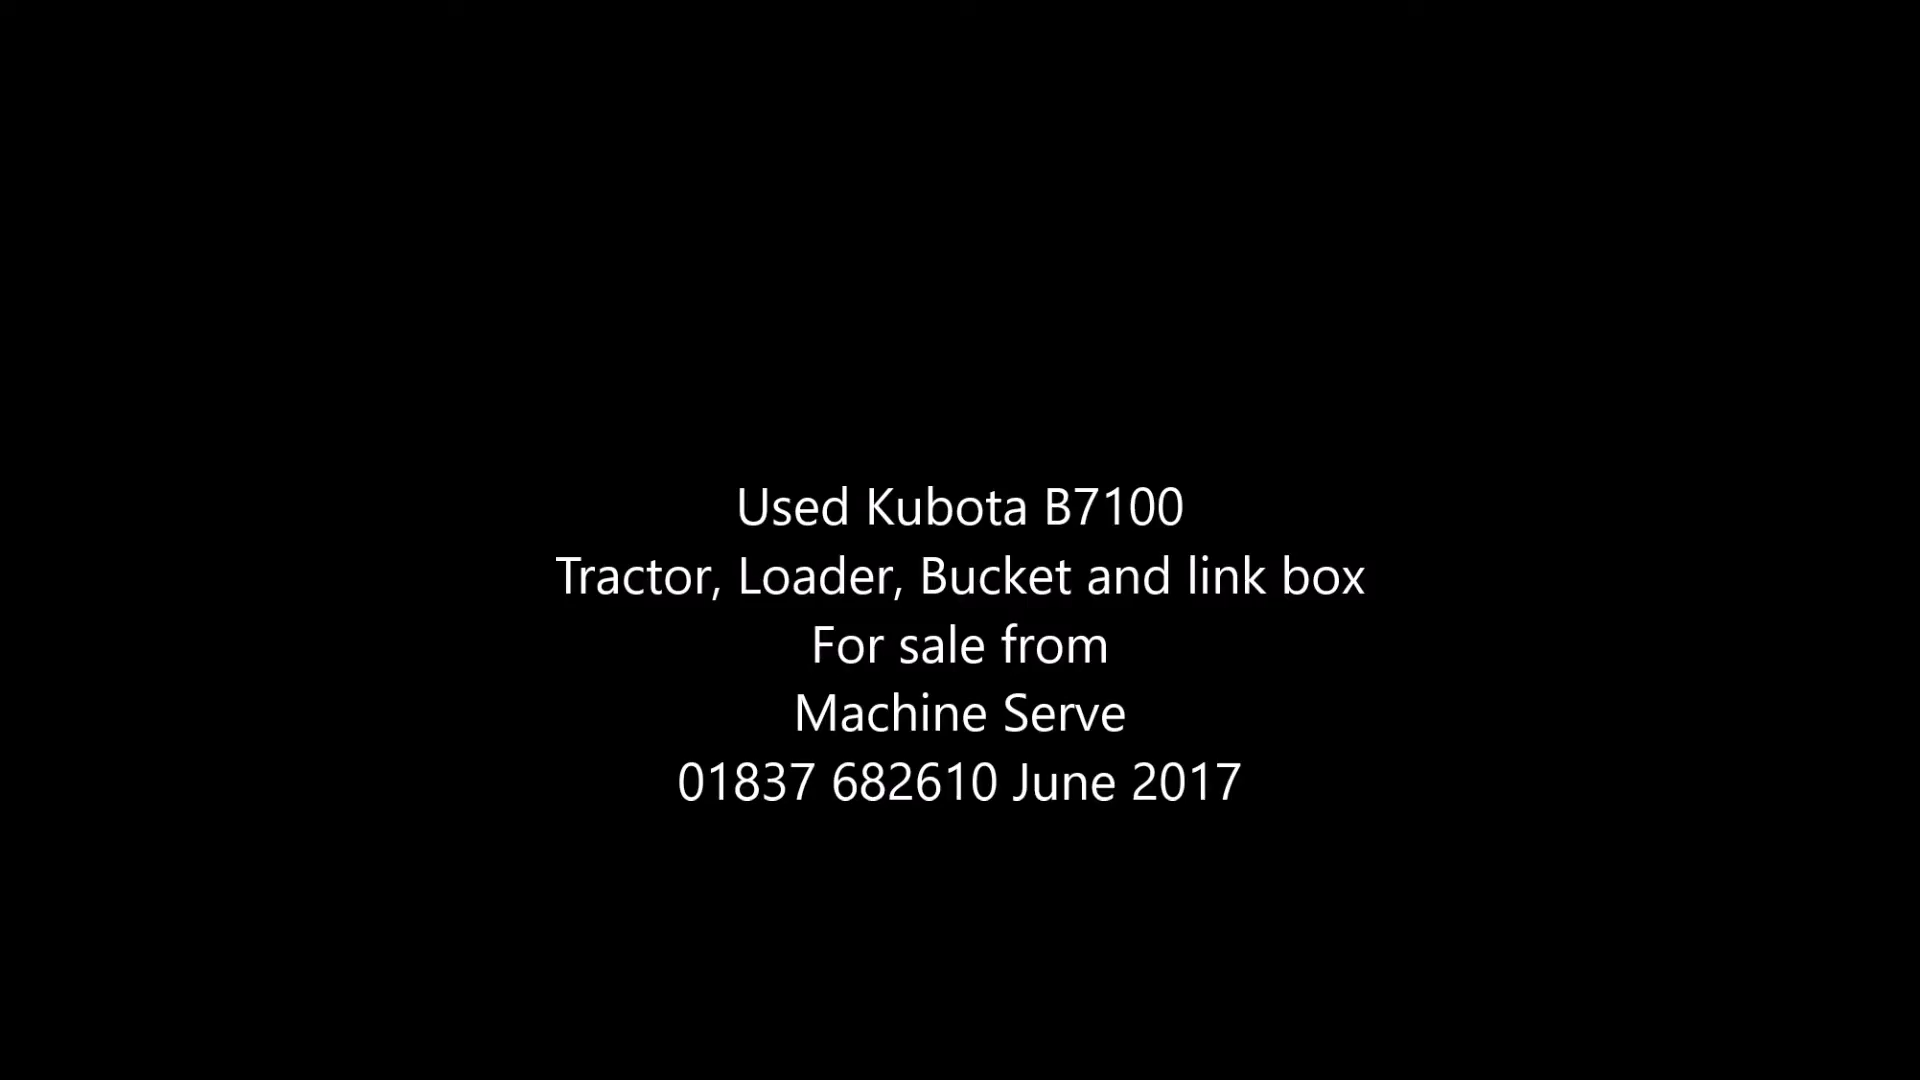 Used Kubota B7100
Tractor, Loader, Bucket and link box
For sale from
Machine Serve
01837 682610 June 2017